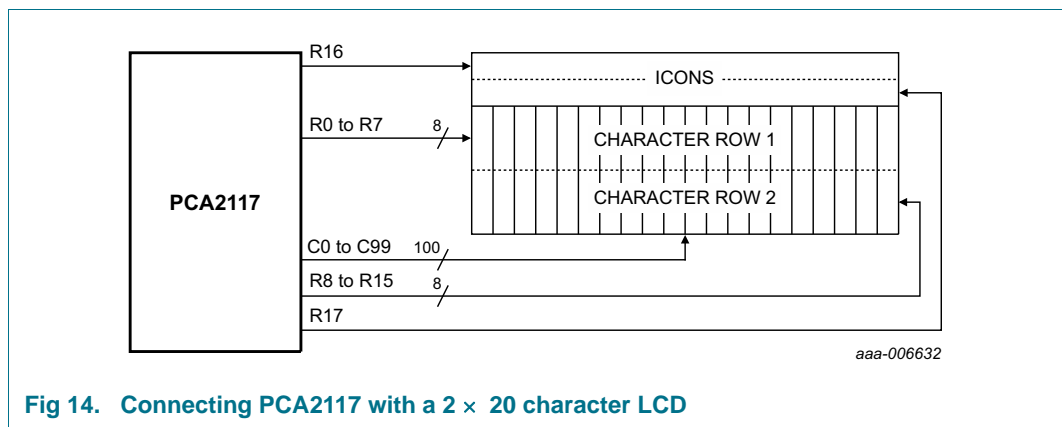 R16
ICONS
R0 to R7 8
CHARACTER ROW 1
PCA2117
CHARACTER ROW 2
C0 to C99 100
R8 to R15 8
R17
aaa-006632
Fig 14. Connecting PCA2117 with a 2 × 20 character LCD